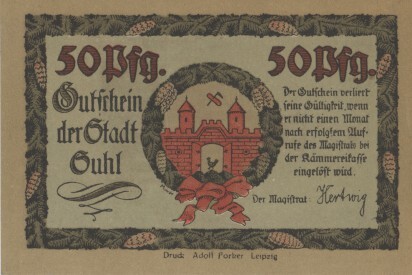 50 Pfg. 50 Pfg.
Gutschein
der Stadt
Suhl
Der Gutschein verliert
seine Gültigkeit, wenn
er nicht einen Monat
nach erfolgtem Auf-
rufe des Magistrats bei
der Kämmereikasse
eingelöst wird.
Der Magistrat Hertwig
Druck Adolf Forker Leipzig